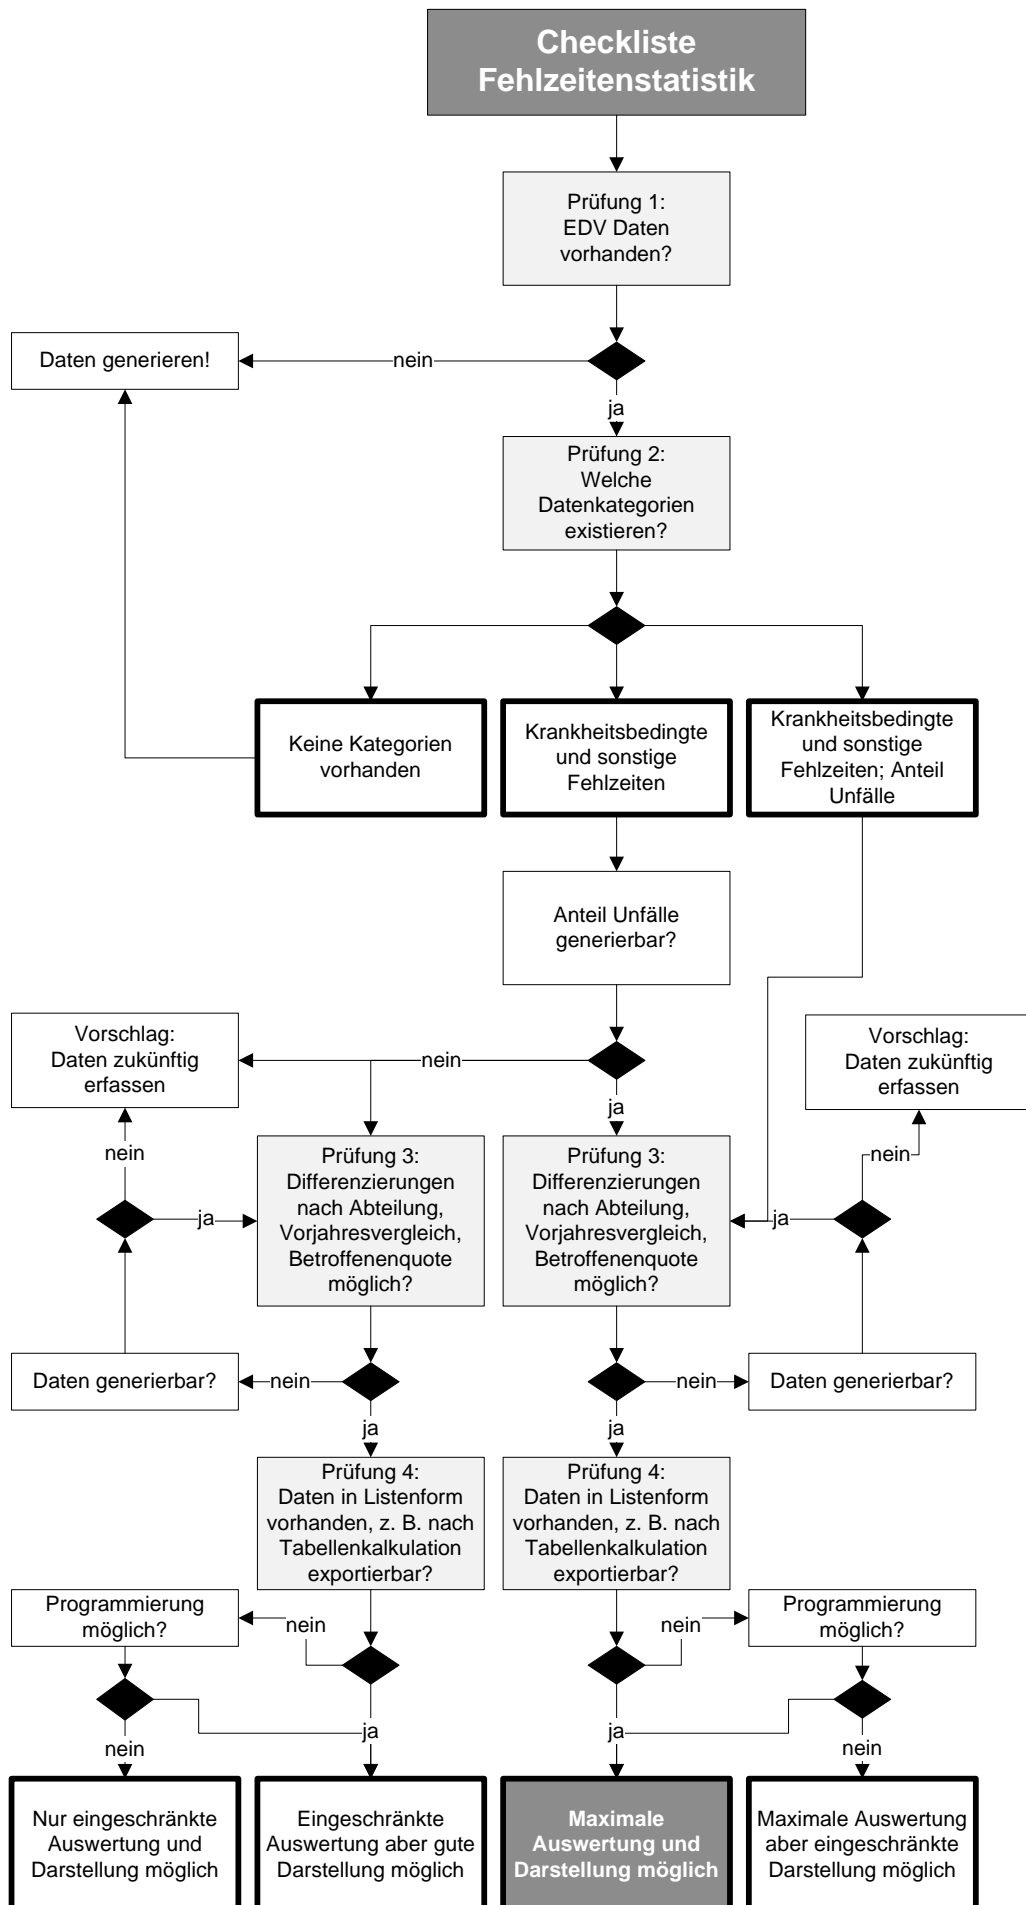 Checkliste
Fehlzeitenstatistik
Prüfung 1:
EDV Daten
vorhanden?
Daten generieren!
nein
ja
Prüfung 2:
Welche
Datenkategorien
existieren?
Keine Kategorien
vorhanden
Krankheitsbedingte
und sonstige
Fehlzeiten
Krankheitsbedingte
und sonstige
Fehlzeiten; Anteil
Unfälle
Anteil Unfälle
generierbar?
Vorschlag:
Daten zukünftig
erfassen
nein
ja
Vorschlag:
Daten zukünftig
erfassen
nein
ja
Prüfung 3:
Differenzierungen
nach Abteilung,
Vorjahresvergleich,
Betroffenenquote
möglich?
Prüfung 3:
Differenzierungen
nach Abteilung,
Vorjahresvergleich,
Betroffenenquote
möglich?
ja
nein
Daten generierbar?
nein
ja
nein
ja
Daten generierbar?
Prüfung 4:
Daten in Listenform
vorhanden, z. B. nach
Tabellenkalkulation
exportierbar?
Prüfung 4:
Daten in Listenform
vorhanden, z. B. nach
Tabellenkalkulation
exportierbar?
Programmierung
möglich?
nein
nein
Programmierung
möglich?
nein
ja
ja
nein
Nur eingeschränkte
Auswertung und
Darstellung möglich
Eingeschränkte
Auswertung aber gute
Darstellung möglich
Maximale
Auswertung und
Darstellung möglich
Maximale Auswertung
aber eingeschränkte
Darstellung möglich